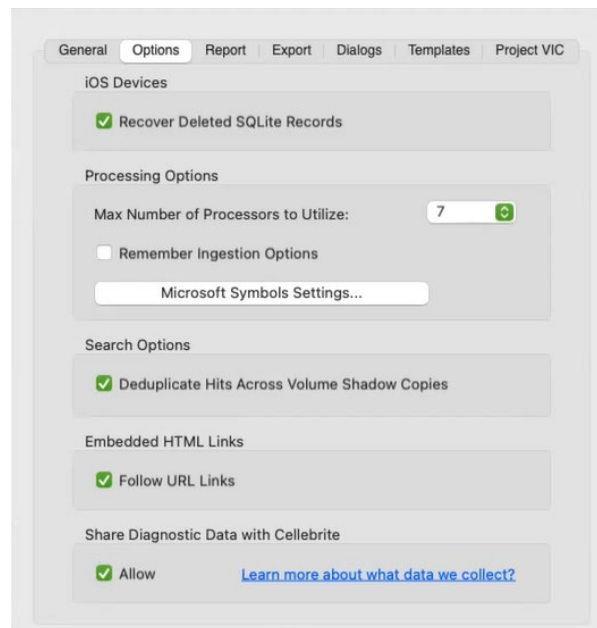 General Options Report Export Dialogs Templates Project VIC
iOS Devices
Recover Deleted SQLite Records
Processing Options
Max Number of Processors to Utilize: 7
Remember Ingestion Options
Microsoft Symbols Settings...
Search Options
Deduplicate Hits Across Volume Shadow Copies
Embedded HTML Links
Follow URL Links
Share Diagnostic Data with Cellebrite
Allow Learn more about what data we collect?